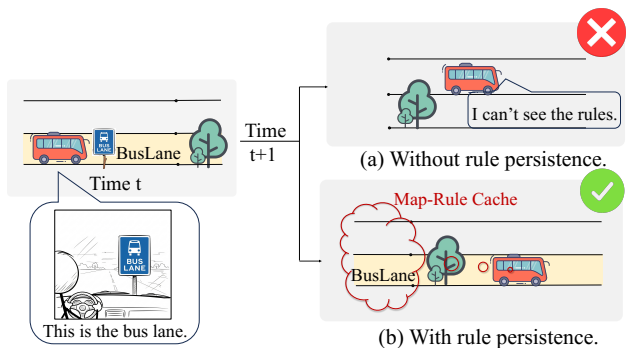 BUS
LANE
BusLane
Time t
BUS
LANE
This is the bus lane.
Time
t+1
I can't see the rules.
(a) Without rule persistence.
Map-Rule Cache
BusLane
(b) With rule persistence.